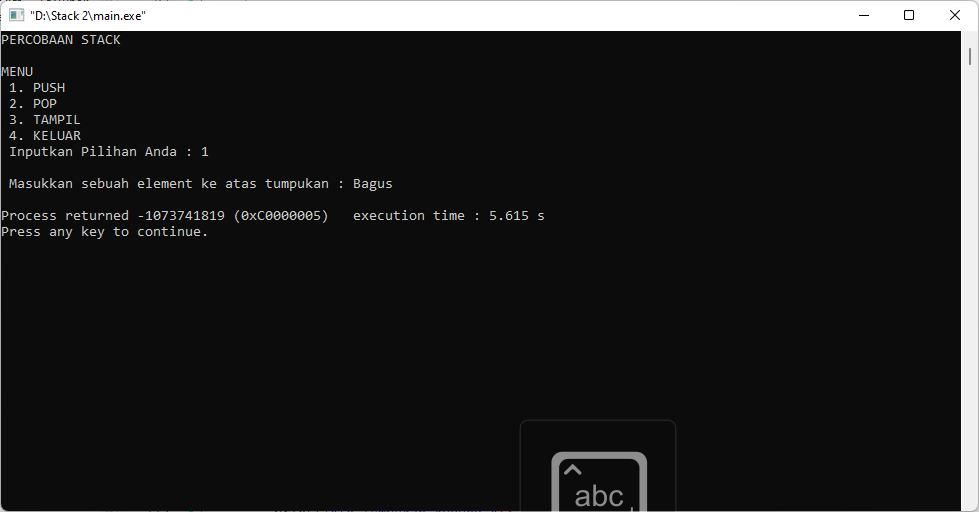 "D:\Stack 2\main.exe"
PERCOBAAN STACK
MENU
1. PUSH
2. POP
3. TAMPIL
4. KELUAR
Inputkan Pilihan Anda : 1
Masukkan sebuah element ke atas tumpukan : Bagus
Process returned -1073741819 (0xC0000005)   execution time : 5.615 s
Press any key to continue.
abc